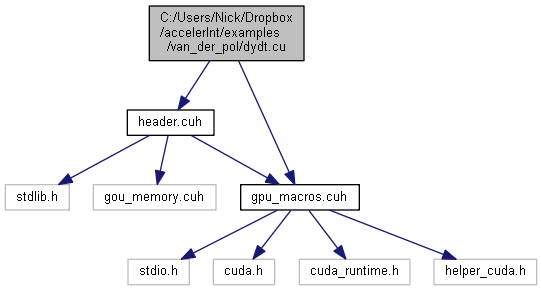 C:/Users/Nick/Dropbox
/accelerInt/examples
/van_der_pol/dydt.cu
header.cuh
stdlib.h
gou_memory.cuh
gpu_macros.cuh
stdio.h
cuda.h
cuda_runtime.h
helper_cuda.h